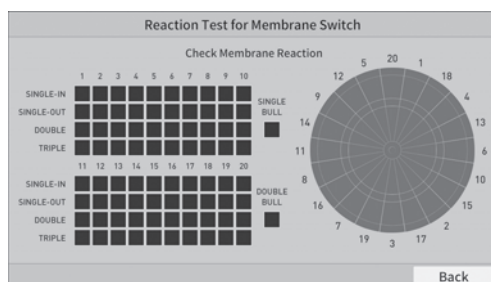 Reaction Test for Membrane Switch
Check Membrane Reaction
1 2 3 4 5 6 7 8 9 10
SINGLE-IN
SINGLE-OUT
DOUBLE
TRIPLE
SINGLE
BULL
11 12 13 14 15 16 17 18 19 20
SINGLE-IN
SINGLE-OUT
DOUBLE
TRIPLE
DOUBLE
BULL
20
1
18
4
13
6
10
15
2
17
3
19
7
16
8
11
14
9
12
5
Back